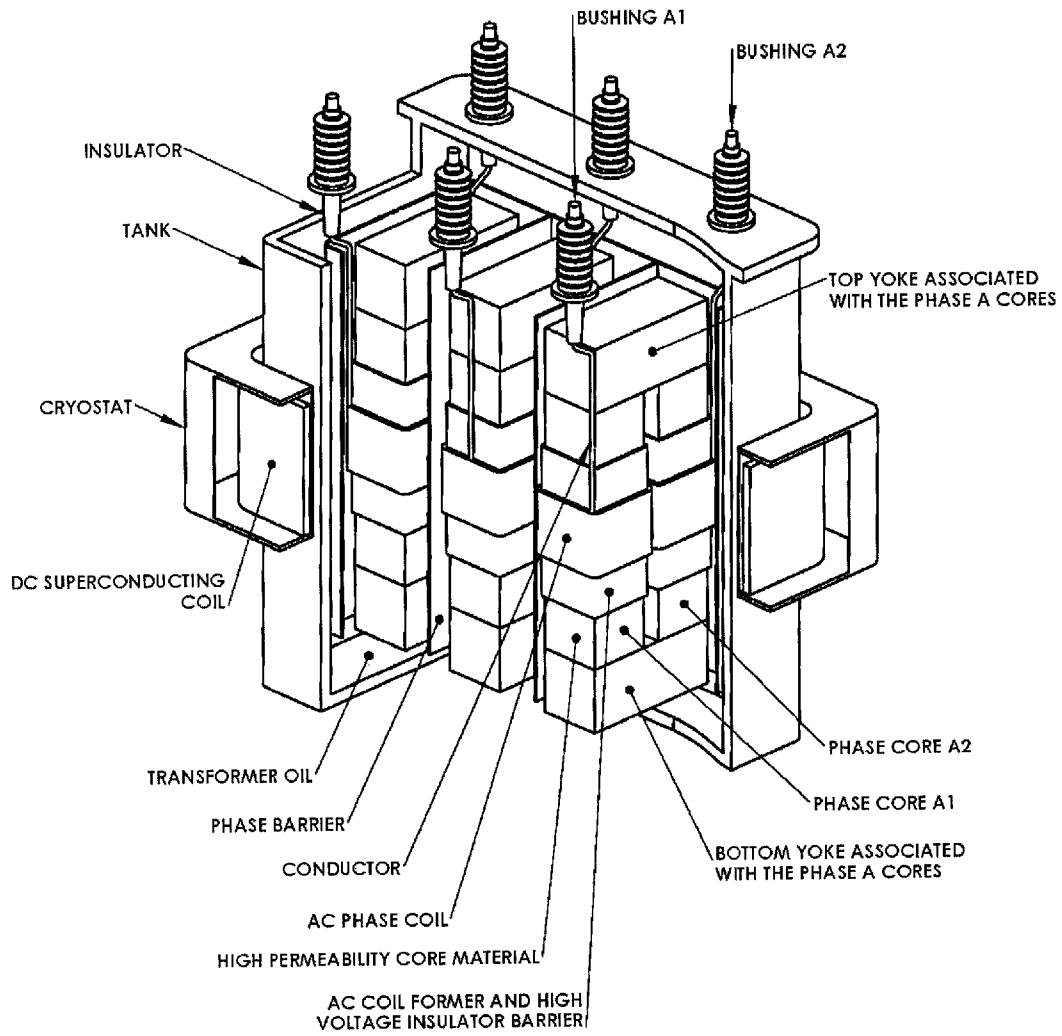 BUSHING A1
BUSHING A2
INSULATOR
TANK
TOP YOKE ASSOCIATED
WITH THE PHASE A CORES
CRYOSTAT
DC SUPERCONDUCTING
COIL
TRANSFORMER OIL
PHASE CORE A2
PHASE BARRIER
PHASE CORE A1
CONDUCTOR
BOTTOM YOKE ASSOCIATED
WITH THE PHASE A CORES
AC PHASE COIL
HIGH PERMEABILITY CORE MATERIAL
AC COIL FORMER AND HIGH
VOLTAGE INSULATOR BARRIER